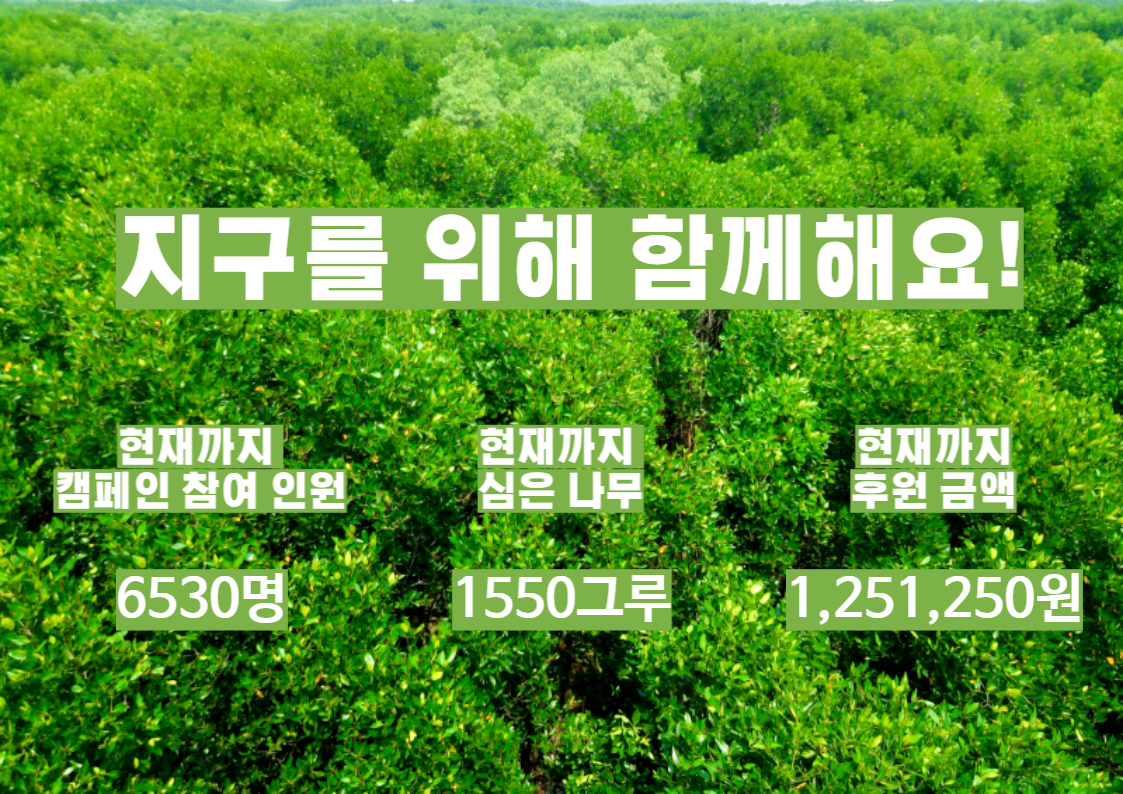 지구를 위해 함께해요!
현재까지
캠페인 참여 인원
6530명
현재까지
심은 나무
1550그루
현재까지
후원 금액
1,251,250원